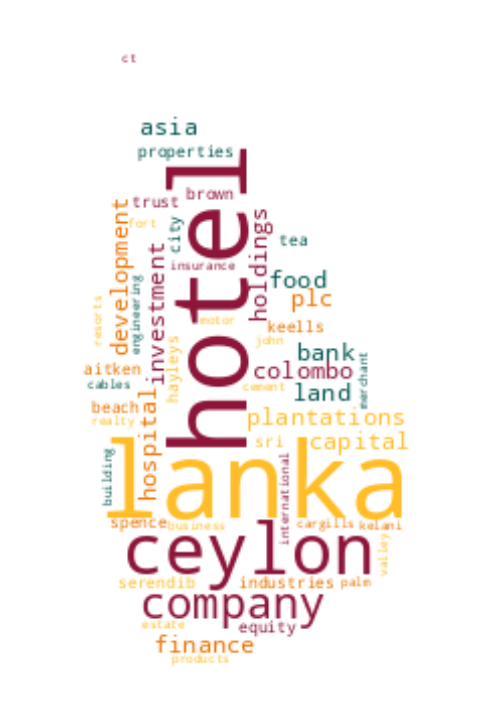 ct
asia
properties
hotel
brown
trust
development
fort
city
holdings
tea
investment
insurance
engineering
food
plc
resorts
motor
keells
john
bank
hayleys
aitken
colombo
merchant
cables
cement
land
hospital
beach
realty
plantations
sri
capital
lanka
building
international
spence
business
cargills
kelani
ceylon
valley
serendib
industries
palm
company
estate
equity
finance
products